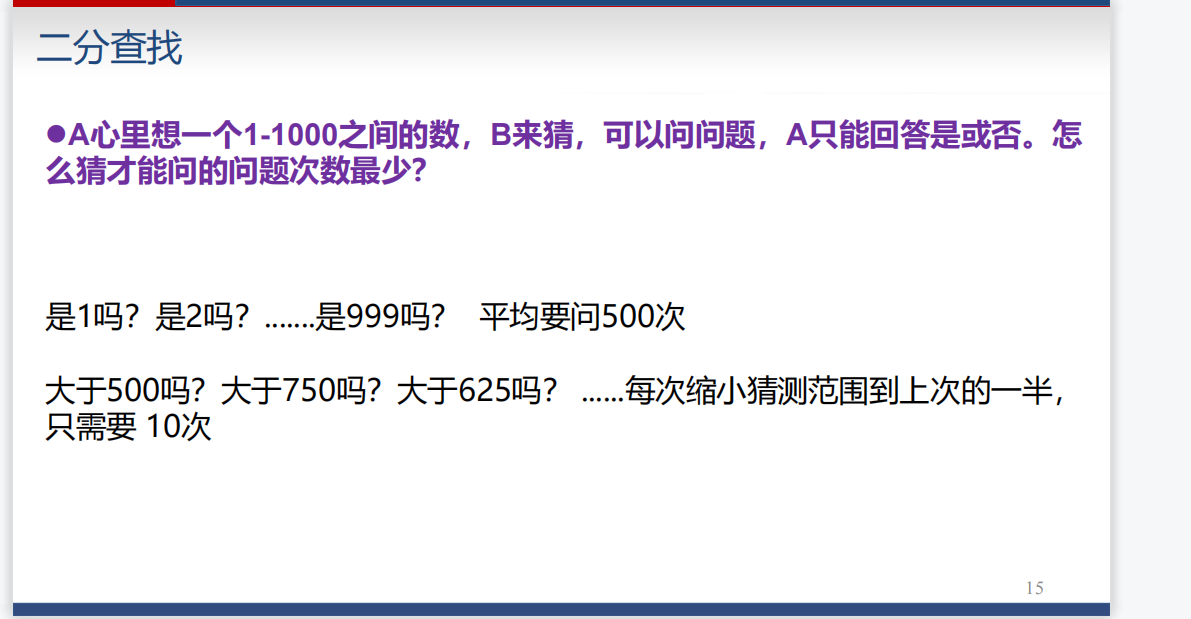 二分查找
●A心里想一个1-1000之间的数，B来猜，可以问问题，A只能回答是或否。怎
么猜才能问的问题次数最少？
是1吗？是2吗？.......是999吗？ 平均要问500次
大于500吗？大于750吗？大于625吗？ ......每次缩小猜测范围到上次的一半，
只需要 10次
15